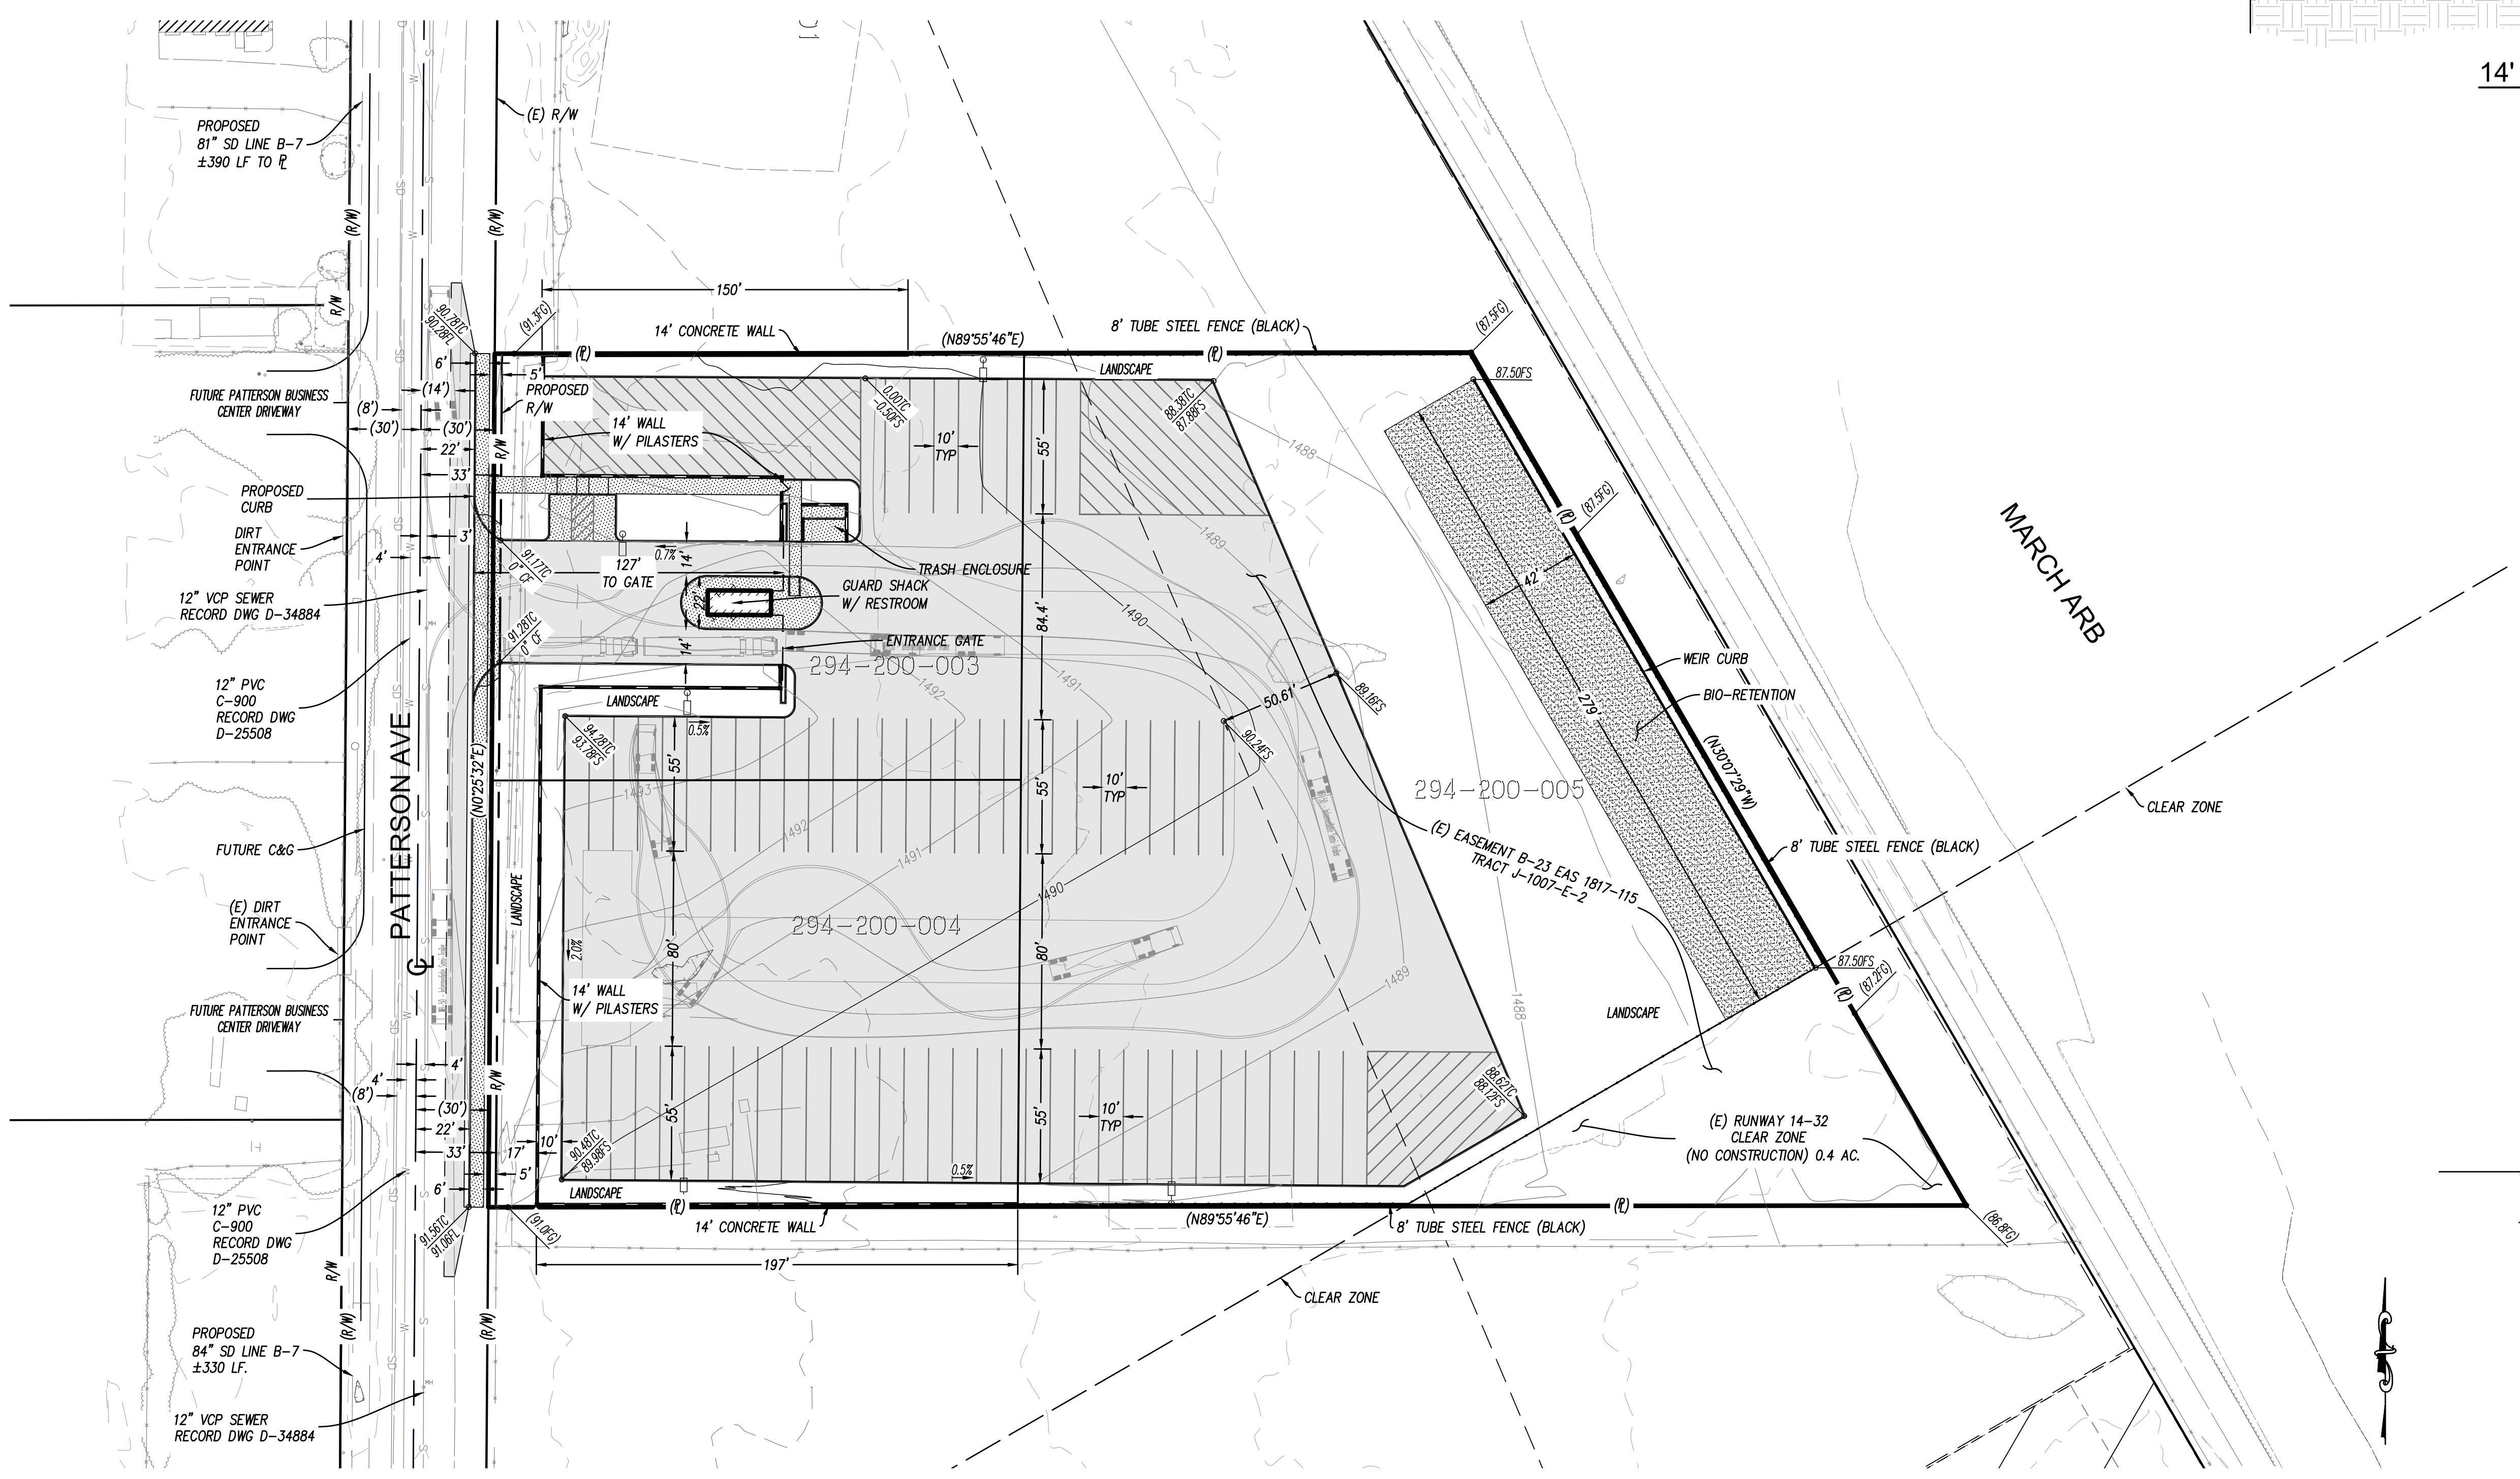 14'
PROPOSED
81" SD LINE B-7
±390 LF TO PL
(E) R/W
(R/W)
(R/W)
R/W
150'
90.78TC
90.28FL
(91.3FG)
14' CONCRETE WALL
(N89°55'46"E)
8' TUBE STEEL FENCE (BLACK)
(87.5FG)
(PL)
(PL)
6'
5'
(14')
PROPOSED
R/W
LANDSCAPE
87.50FS
FUTURE PATTERSON BUSINESS
CENTER DRIVEWAY
(8')
(30')
(30')
22'
33'
R/W
14' WALL
W/ PILASTERS
0.00TC
-0.50FS
10'
TYP
55'
88.38TC
87.88FS
1488
PROPOSED
CURB
DIRT
ENTRANCE
POINT
3'
4'
91.17TC
0" CF
0.7%
14'
127'
TO GATE
TRASH ENCLOSURE
GUARD SHACK
W/ RESTROOM
22'
84.4'
1489
1490
(PL)
(87.5FG)
42'
MARCH ARB
12" VCP SEWER
RECORD DWG D-34884
91.28TC
0" CF
14'
ENTRANCE GATE
294-200-003
1492
1491
WEIR CURB
BIO-RETENTION
279'
12" PVC
C-900
RECORD DWG
D-25508
LANDSCAPE
0.5%
94.28TC
93.78FS
50.61'
89.16FS
90.24FS
(N0°25'32"E)
PATTERSON AVE
CL
55'
55'
10'
TYP
1493
1492
1491
1490
294-200-005
(N30°07'29"W)
CLEAR ZONE
FUTURE C&G
(E) EASEMENT B-23 EAS 1817-115
TRACT J-1007-E-2
8' TUBE STEEL FENCE (BLACK)
(E) DIRT
ENTRANCE
POINT
LANDSCAPE
294-200-004
2.0%
80'
80'
14' WALL
W/ PILASTERS
1489
1488
87.50FS
(87.2FG)
(PL)
LANDSCAPE
FUTURE PATTERSON BUSINESS
CENTER DRIVEWAY
4'
4'
(8')
(30')
22'
33'
17'
10'
5'
6'
R/W
55'
55'
10'
TYP
88.62TC
88.12FS
90.48TC
89.98FS
0.5%
LANDSCAPE
(E) RUNWAY 14-32
CLEAR ZONE
(NO CONSTRUCTION) 0.4 AC.
91.56TC
91.06FL
(91.0FG)
(PL)
14' CONCRETE WALL
(N89°55'46"E)
8' TUBE STEEL FENCE (BLACK)
(PL)
(86.8FG)
197'
12" PVC
C-900
RECORD DWG
D-25508
R/W
(R/W)
(R/W)
CLEAR ZONE
PROPOSED
84" SD LINE B-7
±330 LF.
12" VCP SEWER
RECORD DWG D-34884